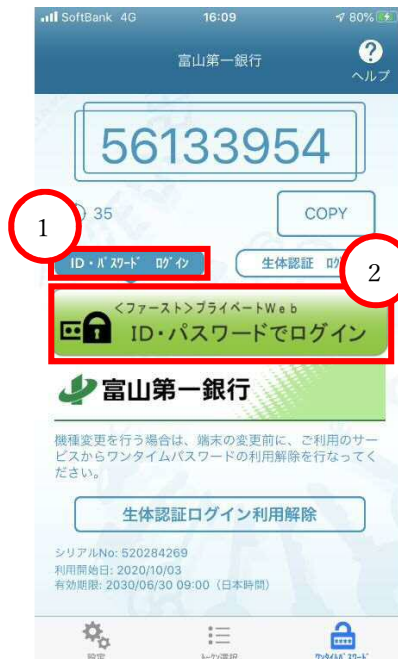 SoftBank 4G 16:09 80%
富山第一銀行
?
ヘルプ
56133954
35
COPY
1
ID・パスワード ログイン
生体認証 ログ
2
<ファースト>プライベートWeb
ID・パスワードでログイン
富山第一銀行
機種変更を行う場合は、端末の変更前に、ご利用のサー
ビスからワンタイムパスワードの利用解除を行なってく
ださい。
生体認証ログイン利用解除
シリアルNo: 520284269
利用開始日: 2020/10/03
有効期限: 2030/06/30 09:00（日本時間）
設定
トークン選択
ワンタイムパスワード